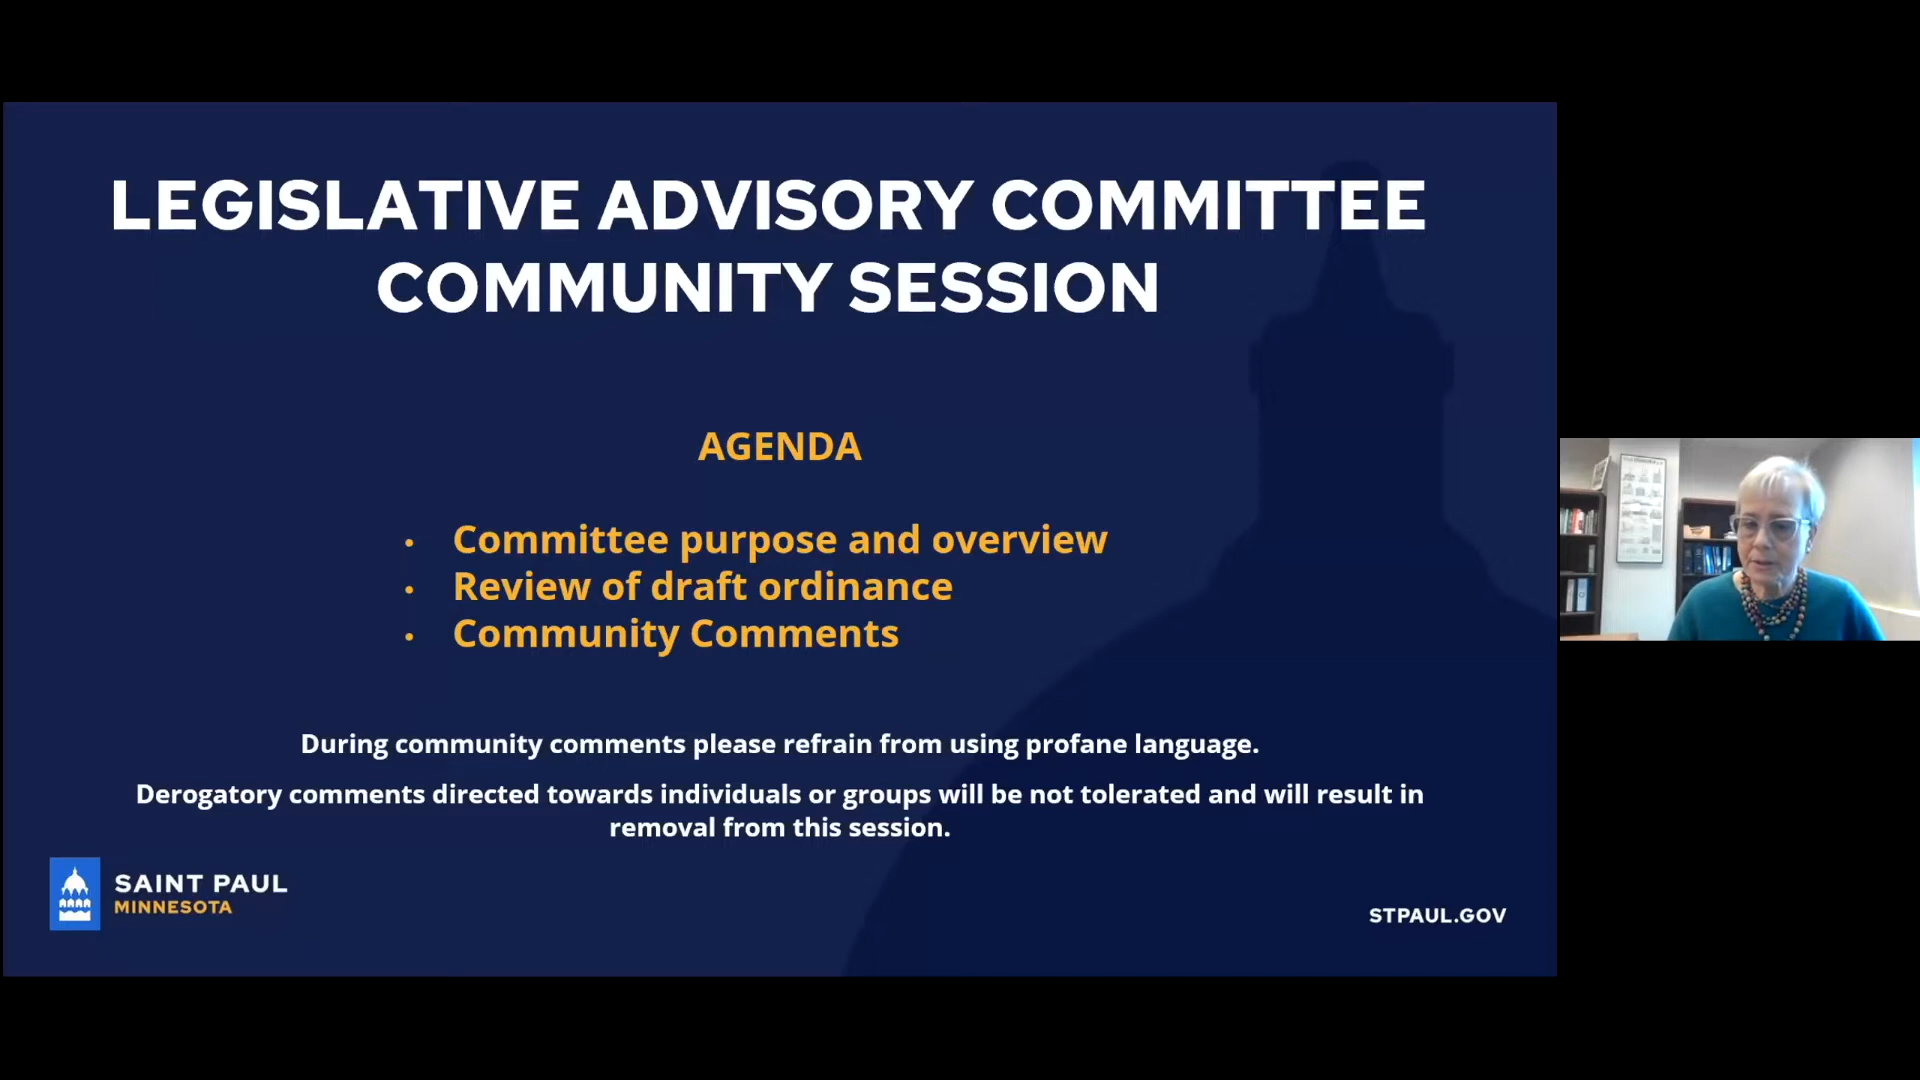 LEGISLATIVE ADVISORY COMMITTEE
COMMUNITY SESSION
AGENDA
• Committee purpose and overview
• Review of draft ordinance
• Community Comments
During community comments please refrain from using profane language.
Derogatory comments directed towards individuals or groups will be not tolerated and will result in
removal from this session.
SAINT PAUL
MINNESOTA
STPAUL.GOV